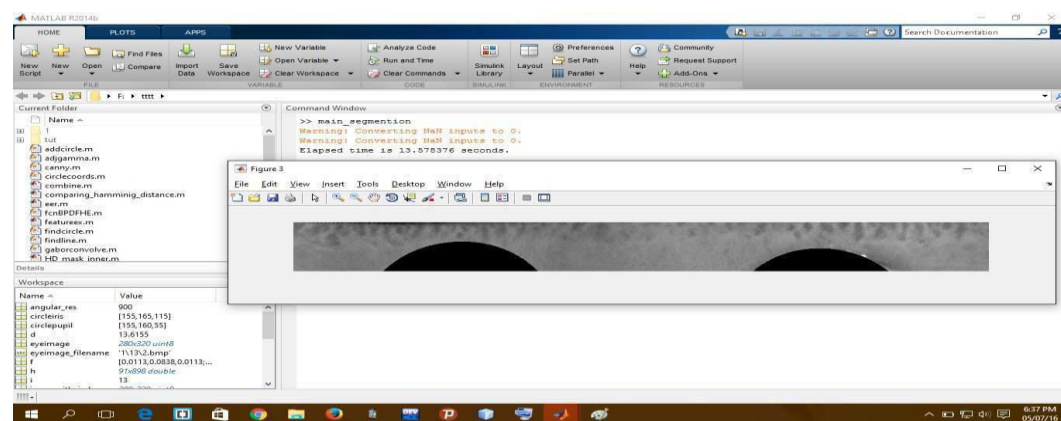 MATLAB R2014b
HOME PLOTS APPS Search Documentation
New Script New Open Find Files Compare Import Data Save Workspace New Variable Open Variable Clear Workspace Analyze Code Run and Time Clear Commands Simulink Library Layout Preferences Set Path Parallel Help Community Request Support Add-Ons
FILE VARIABLE CODE SIMULINK ENVIRONMENT RESOURCES
F: tttt
Current Folder
Name
1
tut
addcircle.m
adjgamma.m
canny.m
circlecoords.m
combine.m
comparing_hamminig_distance.m
eer.m
fcnBPDFHE.m
featureex.m
findcircle.m
findline.m
gaborconvolve.m
HD_mask_inner.m
Details
Workspace
Name Value
angular_res 900
circleiris [155,165,115]
circlepupil [155,160,55]
d 13.6155
eyeimage 280x320 uint8
eyeimage_filename '1\13\2.bmp'
f [0.0113,0.0838,0.0113;...
h 91x898 double
i 13
Command Window
>> main_segmention
Warning: Converting NaN inputs to 0.
Warning: Converting NaN inputs to 0.
Elapsed time is 13.578376 seconds.
Figure 3
File Edit View Insert Tools Desktop Window Help
DEV
6:37 PM
05/07/16